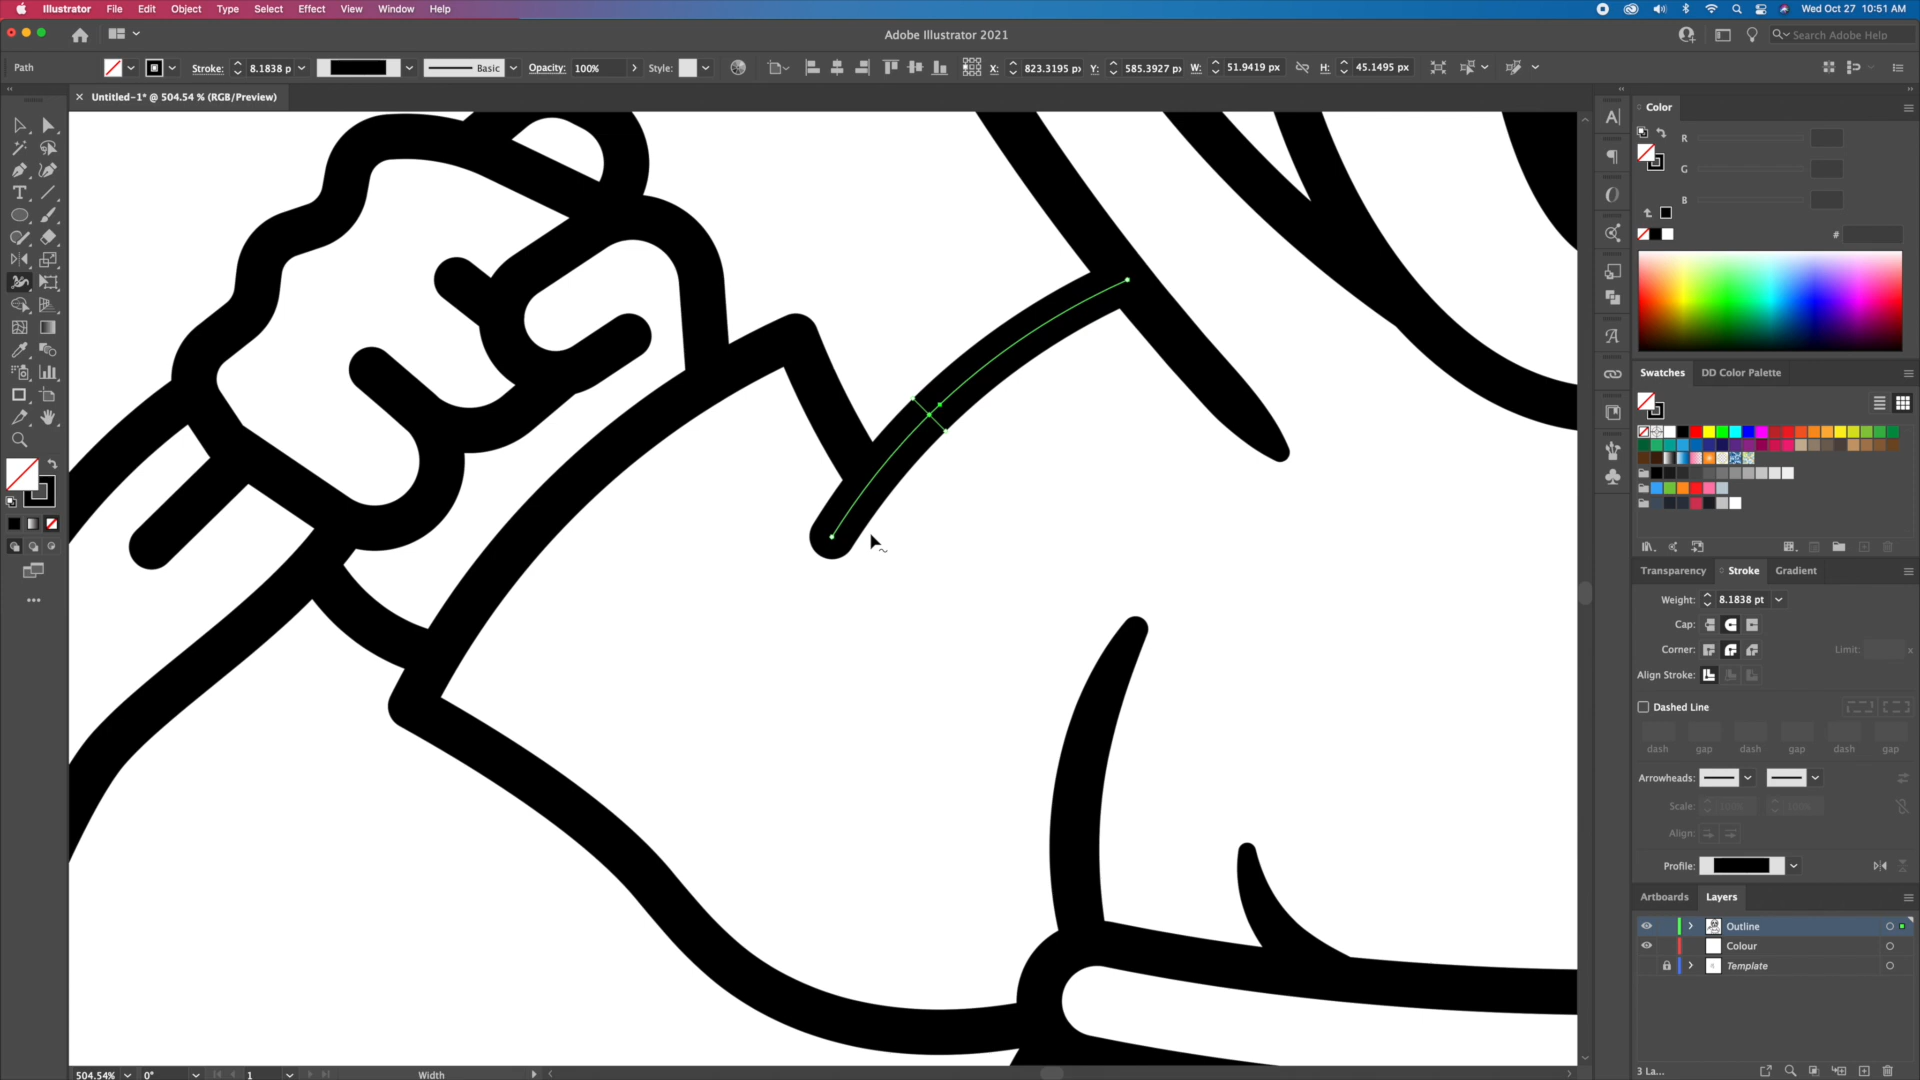 Illustrator File Edit Object Type Select Effect View Window Help
Wed Oct 27 10:51 AM
Adobe Illustrator 2021
Search Adobe Help
Path
Stroke: 8.1838 p
Basic
Opacity: 100%
Style:
X: 823.3195 px
Y: 585.3927 px
W: 51.9419 px
H: 45.1495 px
× Untitled-1* @ 504.54 % (RGB/Preview)
Color
R
G
B
#
Swatches DD Color Palette
Transparency Stroke Gradient
Weight: 8.1838 pt
Cap:
Corner:
Limit: x
Align Stroke:
Dashed Line
dash gap dash gap dash gap
Arrowheads:
Scale: 100% 100%
Align:
Profile:
Artboards Layers
Outline
Colour
Template
3 La...
504.54% 0° 1 Width